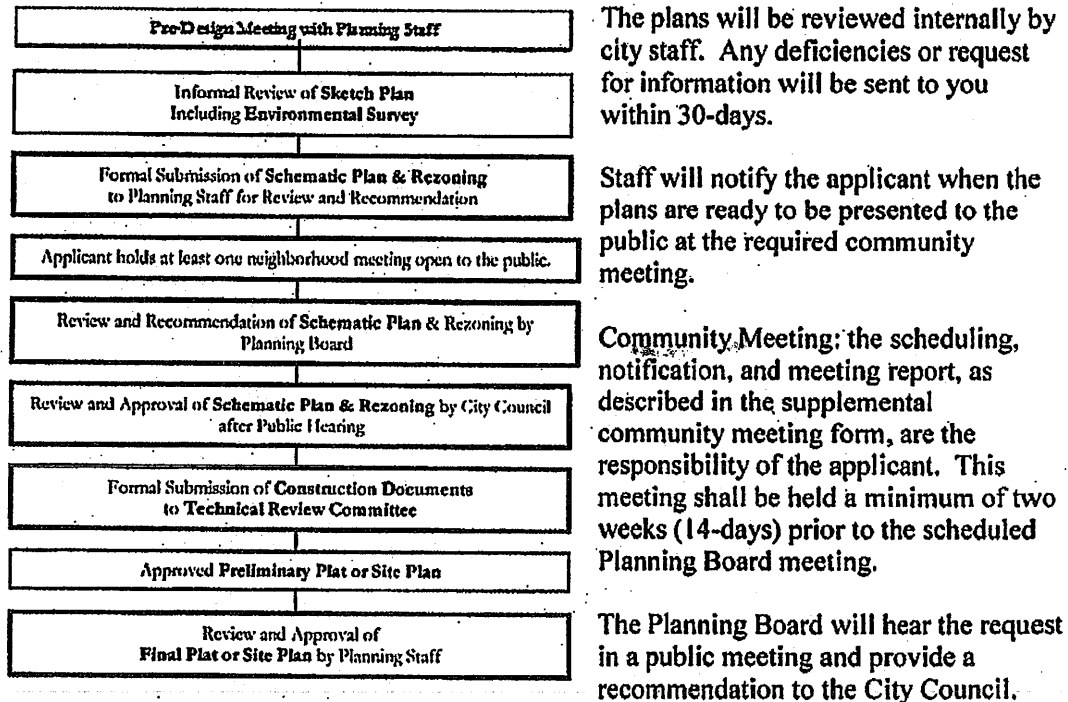 Pre-Design Meeting with Planning Staff
Informal Review of Sketch Plan
Including Environmental Survey
Formal Submission of Schematic Plan & Rezoning
to Planning Staff for Review and Recommendation
Applicant holds at least one neighborhood meeting open to the public.
Review and Recommendation of Schematic Plan & Rezoning by
Planning Board
Review and Approval of Schematic Plan & Rezoning by City Council
after Public Hearing
Formal Submission of Construction Documents
to Technical Review Committee
Approved Preliminary Plat or Site Plan
Review and Approval of
Final Plat or Site Plan by Planning Staff
The plans will be reviewed internally by
city staff. Any deficiencies or request
for information will be sent to you
within 30-days.
Staff will notify the applicant when the
plans are ready to be presented to the
public at the required community
meeting.
Community Meeting: the scheduling,
notification, and meeting report, as
described in the supplemental
community meeting form, are the
responsibility of the applicant. This
meeting shall be held a minimum of two
weeks (14-days) prior to the scheduled
Planning Board meeting.
The Planning Board will hear the request
in a public meeting and provide a
recommendation to the City Council.